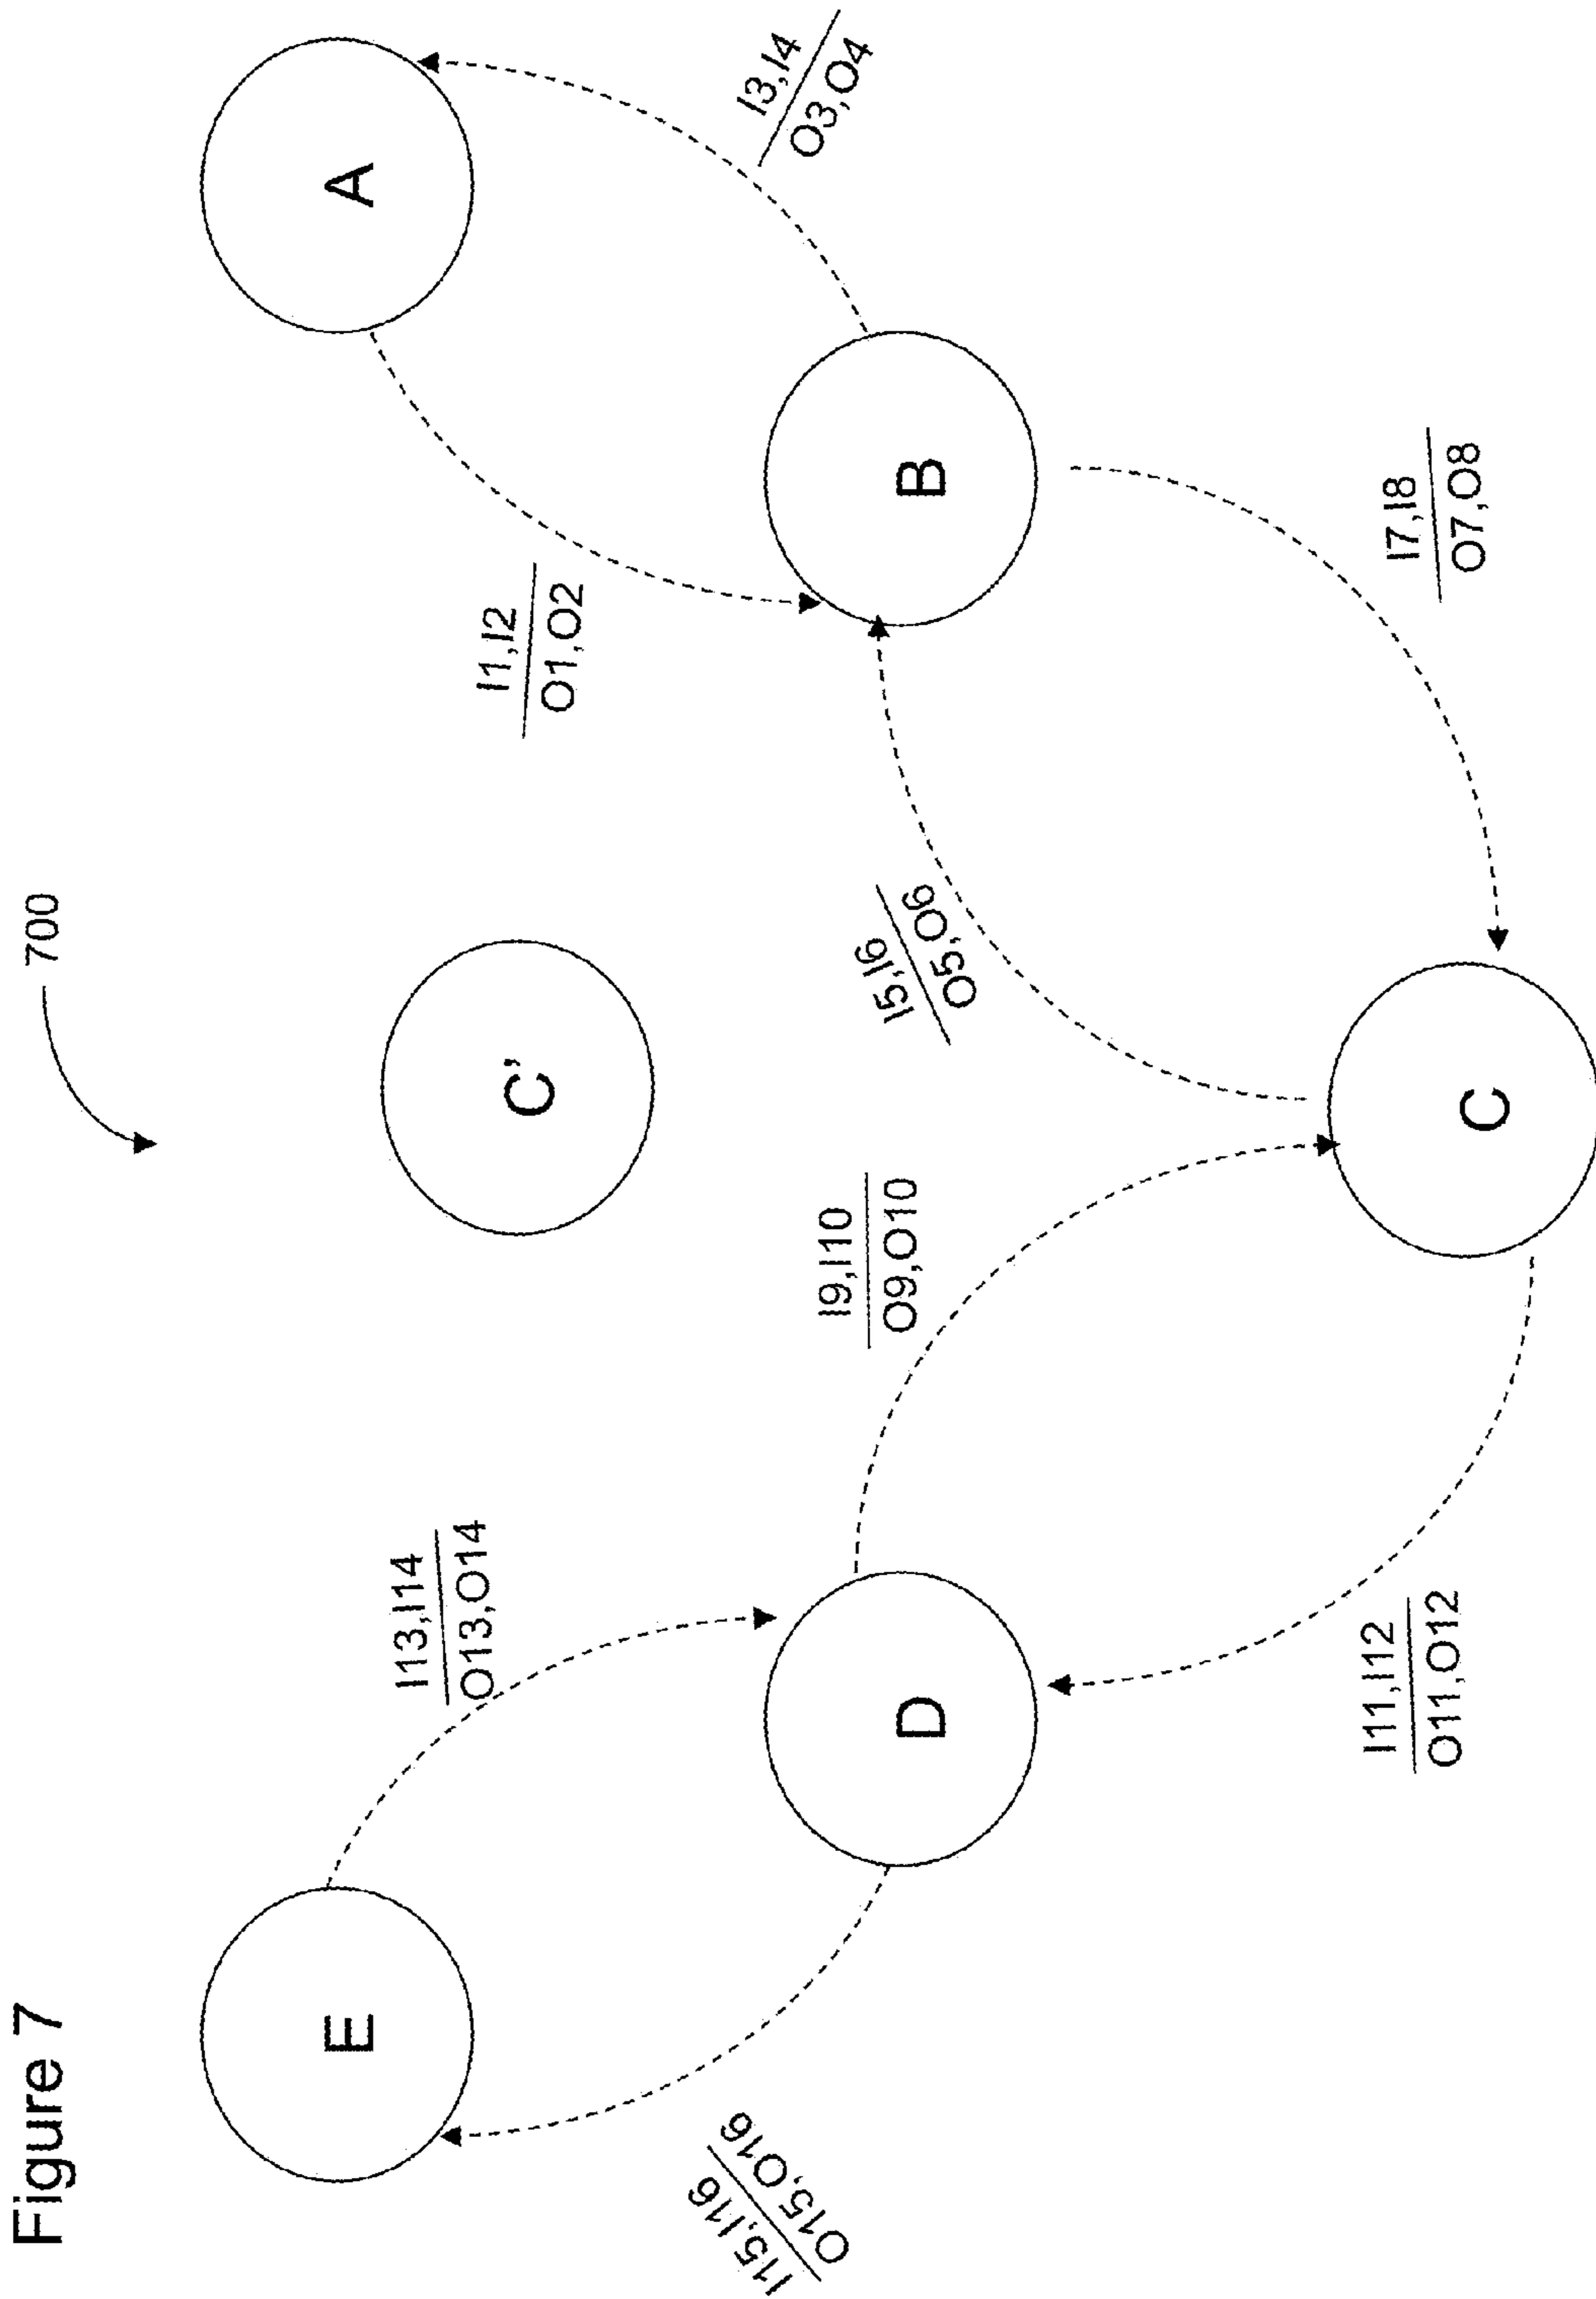 Figure 7
700
E
I13,I14
O13,O14
C'
I1,I2
O1,O2
A
I15,I16
O15,O16
D
I9,I10
O9,O10
I5,I6
O5,O6
B
I3,I4
O3,O4
I11,I12
O11,O12
C
I7,I8
O7,O8